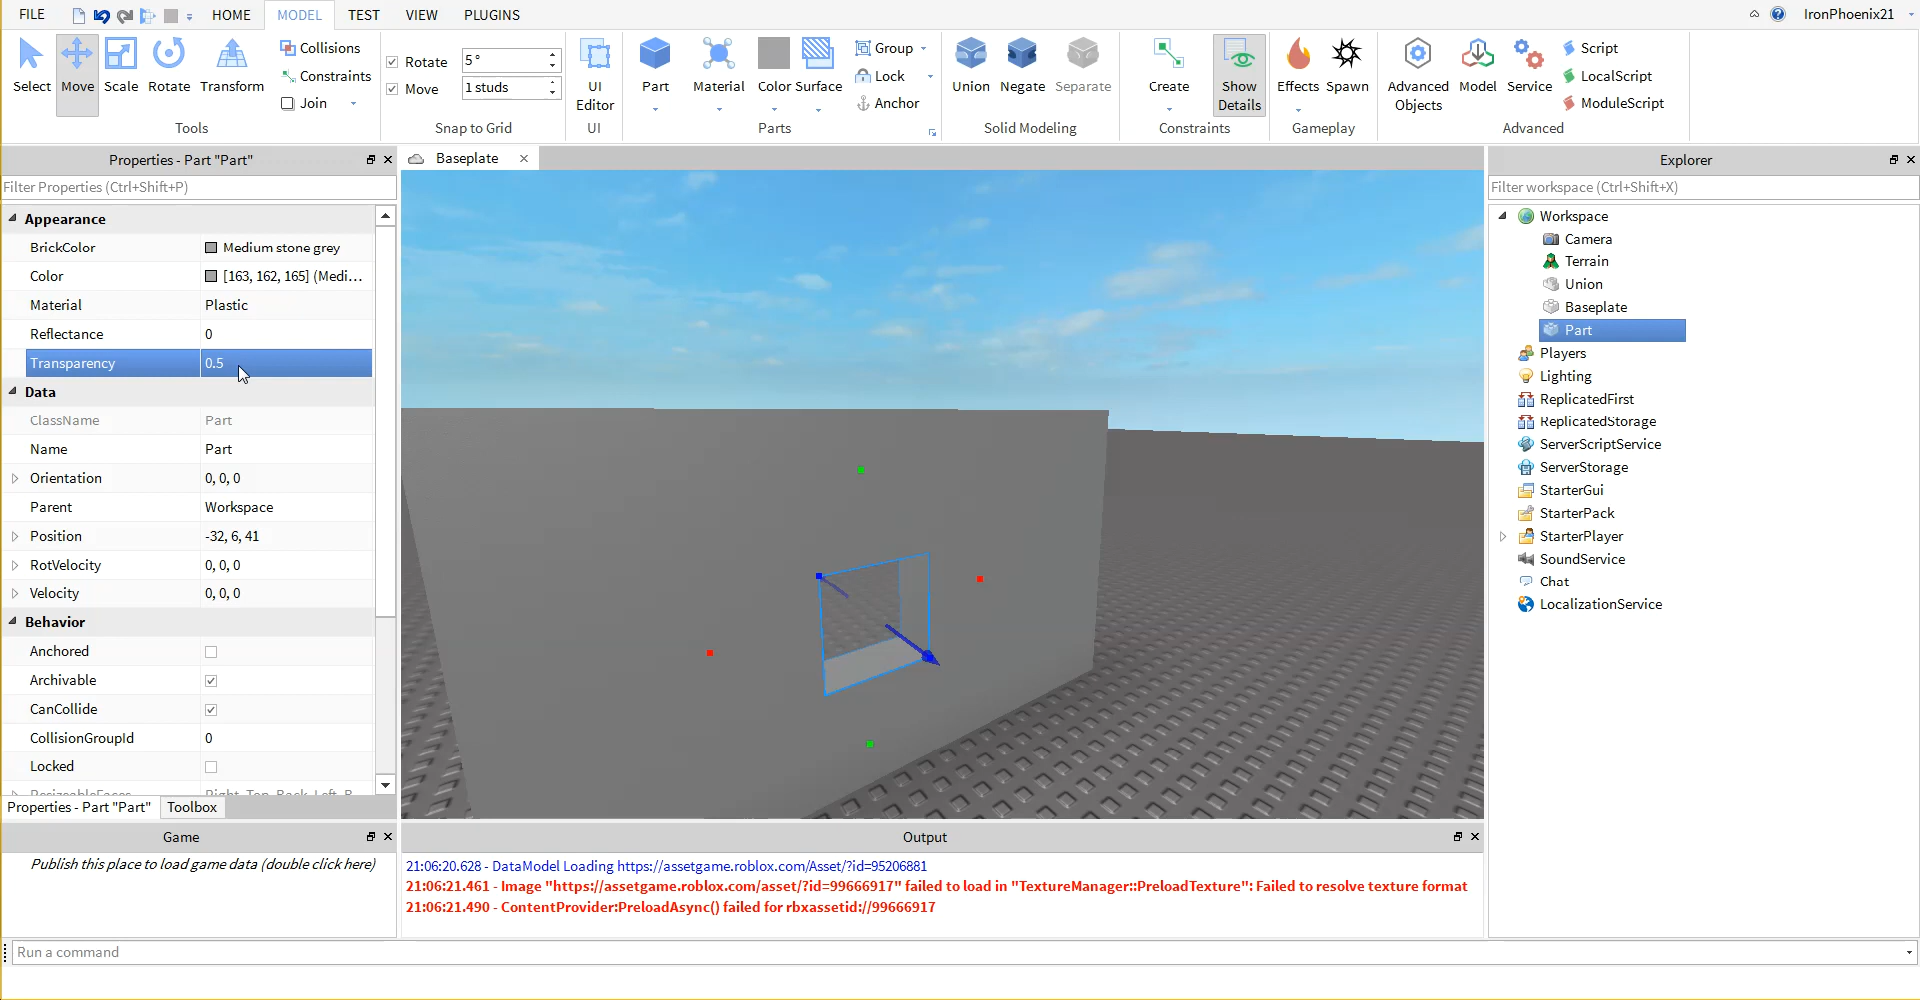 FILE HOME MODEL TEST VIEW PLUGINS IronPhoenix21
Select Move Scale Rotate Transform
Collisions
Constraints
Join
Tools
Rotate 5 °
Move 1 studs
Snap to Grid
UI
Editor
UI
Part Material Color Surface
Group
Lock
Anchor
Parts
Union Negate Separate
Solid Modeling
Create Show
Details
Constraints
Effects Spawn
Gameplay
Advanced
Objects
Model Service
Script
LocalScript
ModuleScript
Advanced
Properties - Part "Part"
Filter Properties (Ctrl+Shift+P)
Appearance
BrickColor Medium stone grey
Color [163, 162, 165] (Medi...
Material Plastic
Reflectance 0
Transparency 0.5
Data
ClassName Part
Name Part
Orientation 0, 0, 0
Parent Workspace
Position -32, 6, 41
RotVelocity 0, 0, 0
Velocity 0, 0, 0
Behavior
Anchored
Archivable
CanCollide
CollisionGroupId 0
Locked
Properties - Part "Part" Toolbox
Game
Publish this place to load game data (double click here)
Baseplate
Output
21:06:20.628 - DataModel Loading https://assetgame.roblox.com/Asset/?id=95206881
21:06:21.461 - Image "https://assetgame.roblox.com/asset/?id=99666917" failed to load in "TextureManager::PreloadTexture": Failed to resolve texture format
21:06:21.490 - ContentProvider:PreloadAsync() failed for rbxassetid://99666917
Explorer
Filter workspace (Ctrl+Shift+X)
Workspace
Camera
Terrain
Union
Baseplate
Part
Players
Lighting
ReplicatedFirst
ReplicatedStorage
ServerScriptService
ServerStorage
StarterGui
StarterPack
StarterPlayer
SoundService
Chat
LocalizationService
Run a command